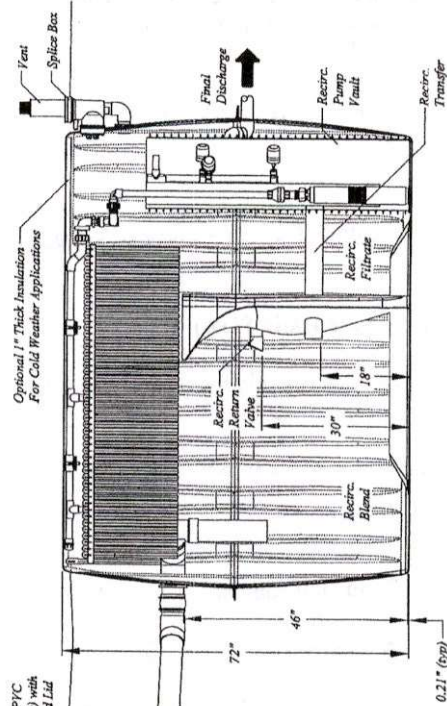 Vent
Splice Box
Optional 1" Thick Insulation
For Cold Weather Applications
Final
Discharge
Recirc.
Pump
Vault
Recirc.
Transfer
Recirc.
Filtrate
Recirc.
Return
Valve
18"
30"
Recirc.
Blend
46"
72"
0.21" (typ)
PVC
) with
d Lid